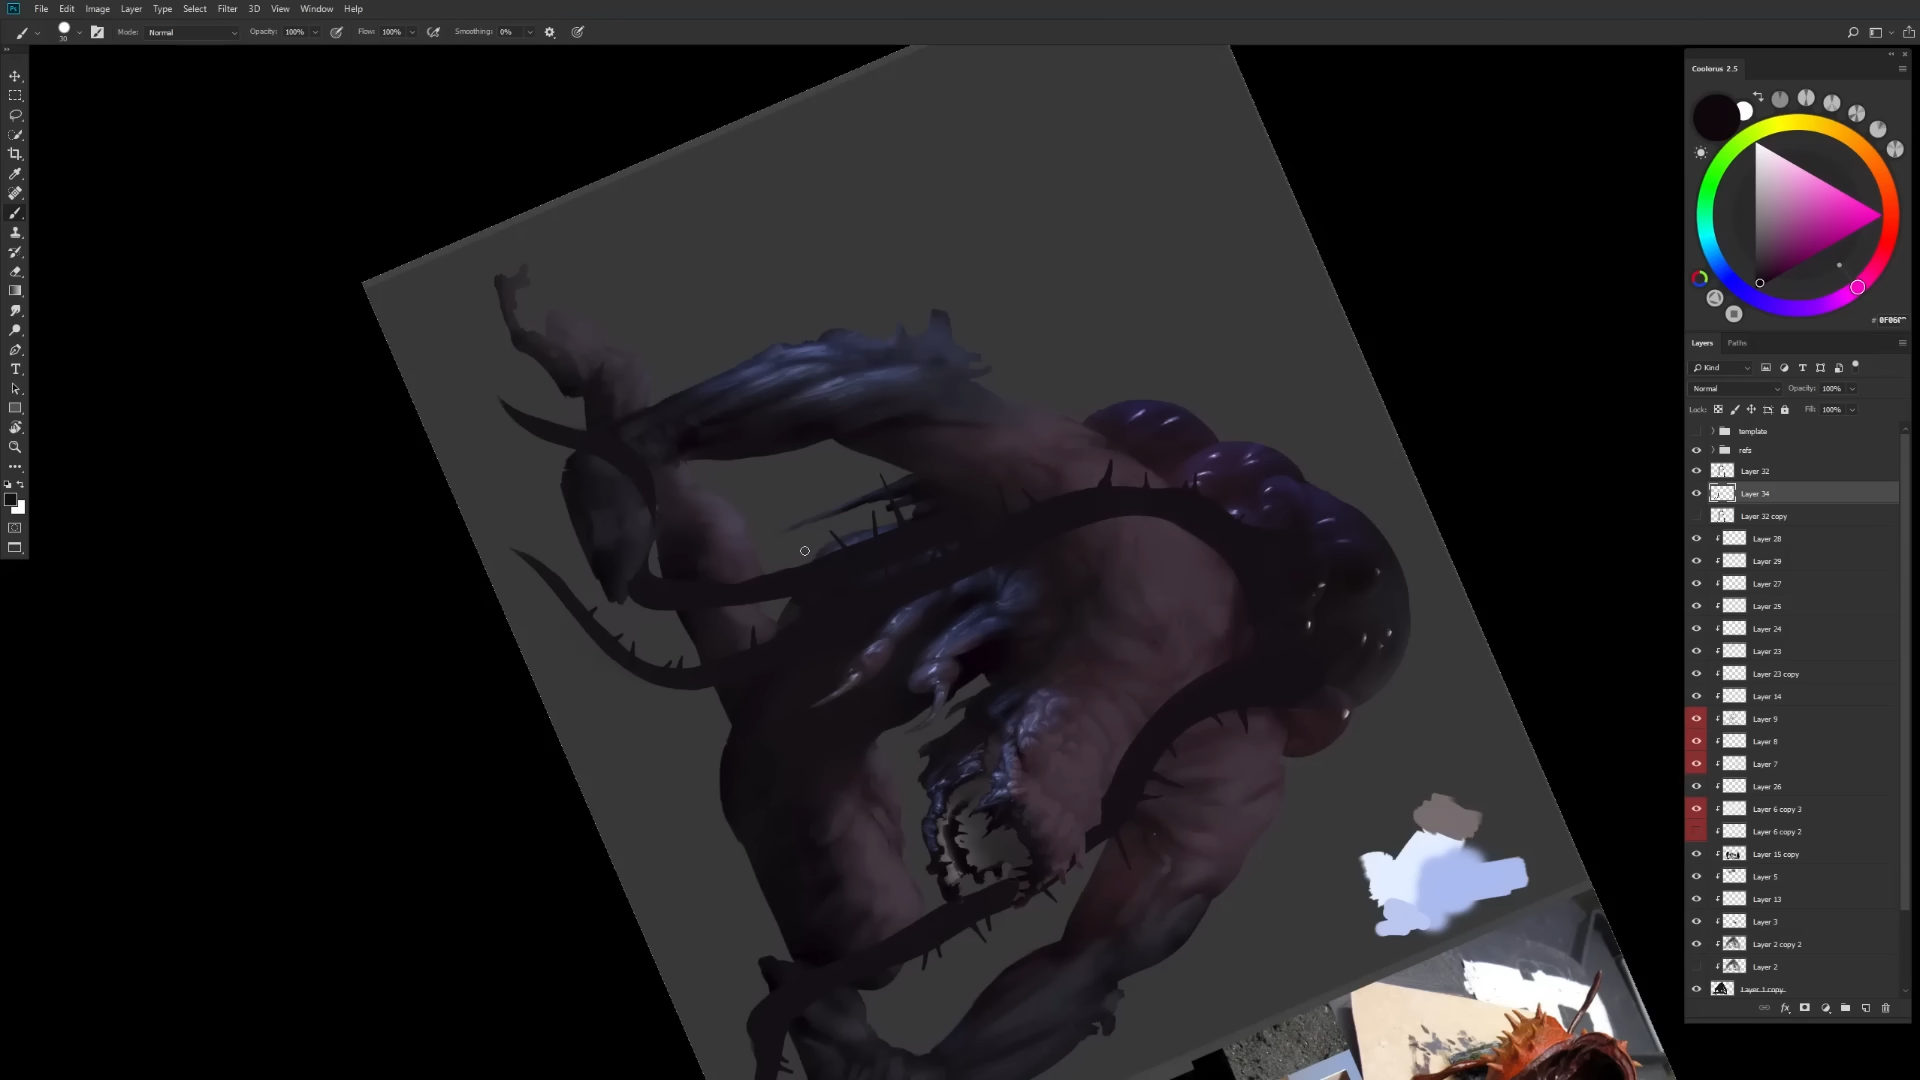 Ps File Edit Image Layer Type Select Filter 3D View Window Help
30 Mode: Normal Opacity: 100% Flow: 100% Smoothing: 0%
Coolorus 2.5
Layers Paths
Kind
Normal Opacity: 100%
Lock: Fill: 100%
template
refs
Layer 32
Layer 34
Layer 32 copy
Layer 28
Layer 29
Layer 27
Layer 25
Layer 24
Layer 23
Layer 23 copy
Layer 14
Layer 9
Layer 8
Layer 7
Layer 26
Layer 6 copy 3
Layer 6 copy 2
Layer 15 copy
Layer 5
Layer 13
Layer 3
Layer 2 copy 2
Layer 2
Layer 1 copy